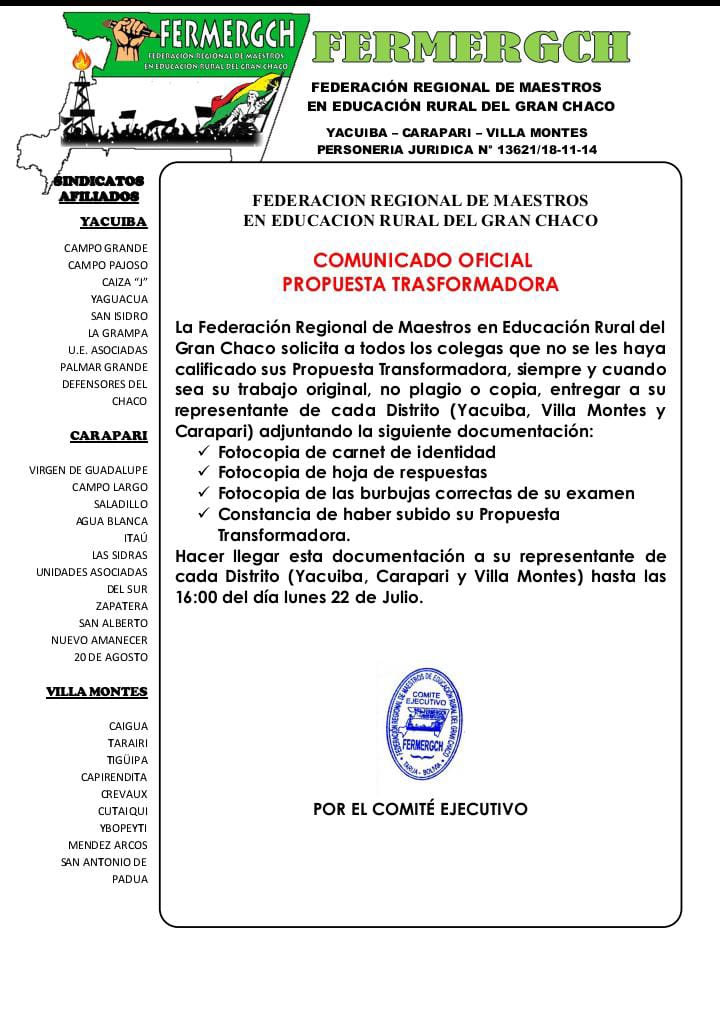 FERMERGCH
FEDERACIÓN REGIONAL DE MAESTROS
EN EDUCACIÓN RURAL DEL GRAN CHACO
FERMERGCH
FEDERACIÓN REGIONAL DE MAESTROS
EN EDUCACIÓN RURAL DEL GRAN CHACO
YACUIBA – CARAPARI – VILLA MONTES
PERSONERIA JURIDICA N° 13621/18-11-14
SINDICATOS
AFILIADOS
YACUIBA
CAMPO GRANDE
CAMPO PAJOSO
CAIZA “J”
YAGUACUA
SAN ISIDRO
LA GRAMPA
U.E. ASOCIADAS
PALMAR GRANDE
DEFENSORES DEL
CHACO
CARAPARI
VIRGEN DE GUADALUPE
CAMPO LARGO
SALADILLO
AGUA BLANCA
ITAÚ
LAS SIDRAS
UNIDADES ASOCIADAS
DEL SUR
ZAPATERA
SAN ALBERTO
NUEVO AMANECER
20 DE AGOSTO
VILLA MONTES
CAIGUA
TARAIRI
TIGÜIPA
CAPIRENDITA
CREVAUX
CUTAIQUI
YBOPEYTI
MENDEZ ARCOS
SAN ANTONIO DE
PADUA
FEDERACION REGIONAL DE MAESTROS
EN EDUCACION RURAL DEL GRAN CHACO
COMUNICADO OFICIAL
PROPUESTA TRASFORMADORA
La Federación Regional de Maestros en Educación Rural del
Gran Chaco solicita a todos los colegas que no se les haya
calificado sus Propuesta Transformadora, siempre y cuando
sea su trabajo original, no plagio o copia, entregar a su
representante de cada Distrito (Yacuiba, Villa Montes y
Carapari) adjuntando la siguiente documentación:
✓ Fotocopia de carnet de identidad
✓ Fotocopia de hoja de respuestas
✓ Fotocopia de las burbujas correctas de su examen
✓ Constancia de haber subido su Propuesta
Transformadora.
Hacer llegar esta documentación a su representante de
cada Distrito (Yacuiba, Carapari y Villa Montes) hasta las
16:00 del día lunes 22 de Julio.
FEDERACIÓN REGIONAL DE MAESTROS DE EDUCACIÓN RURAL DEL GRAN CHACO
COMITE
EJECUTIVO
FERMERGCH
TARIJA - BOLIVIA
POR EL COMITÉ EJECUTIVO